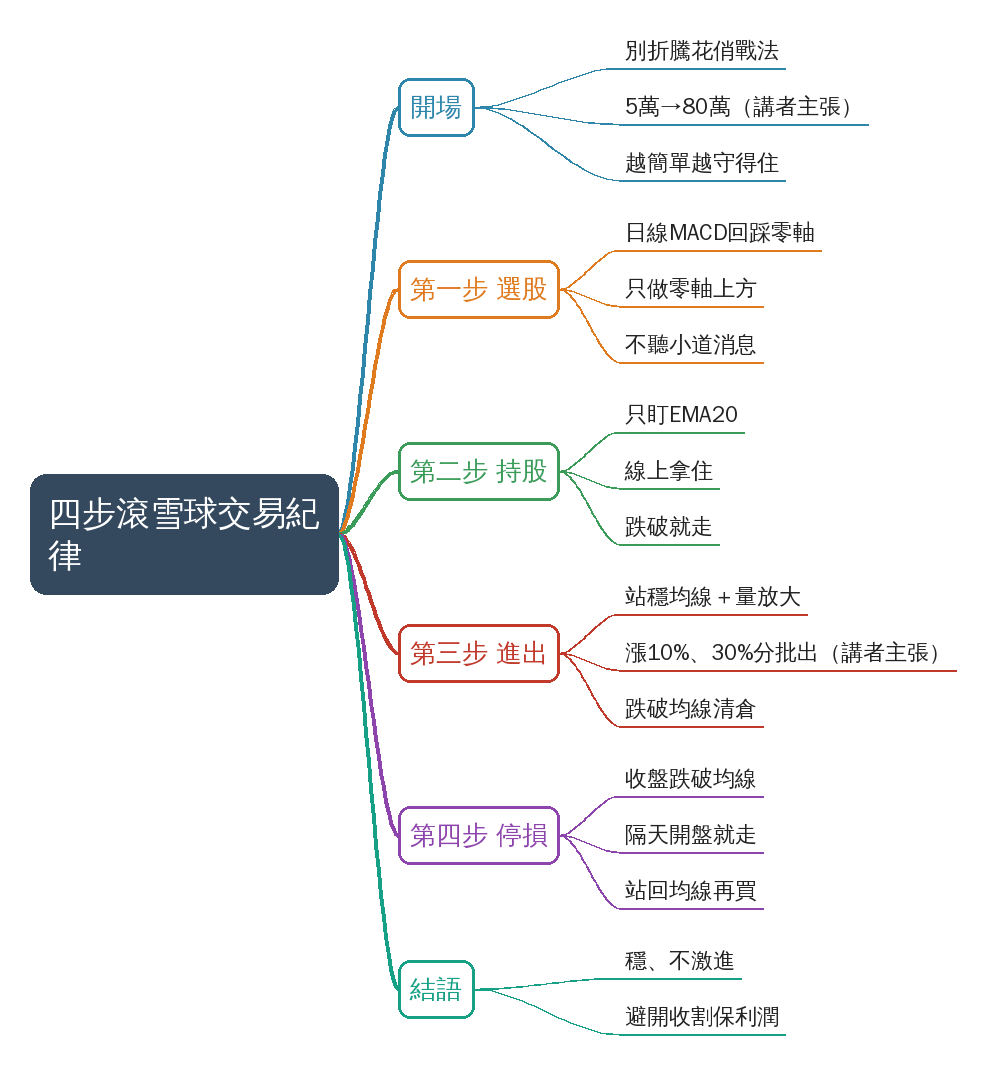 四步滾雪球交易紀
律
開場
別折騰花俏戰法
5萬→80萬（講者主張）
越簡單越守得住
第一步 選股
日線MACD回踩零軸
只做零軸上方
不聽小道消息
第二步 持股
只盯EMA20
線上拿住
跌破就走
第三步 進出
站穩均線＋量放大
漲10%、30%分批出（講者主張）
跌破均線清倉
第四步 停損
收盤跌破均線
隔天開盤就走
站回均線再買
結語
穩、不激進
避開收割保利潤